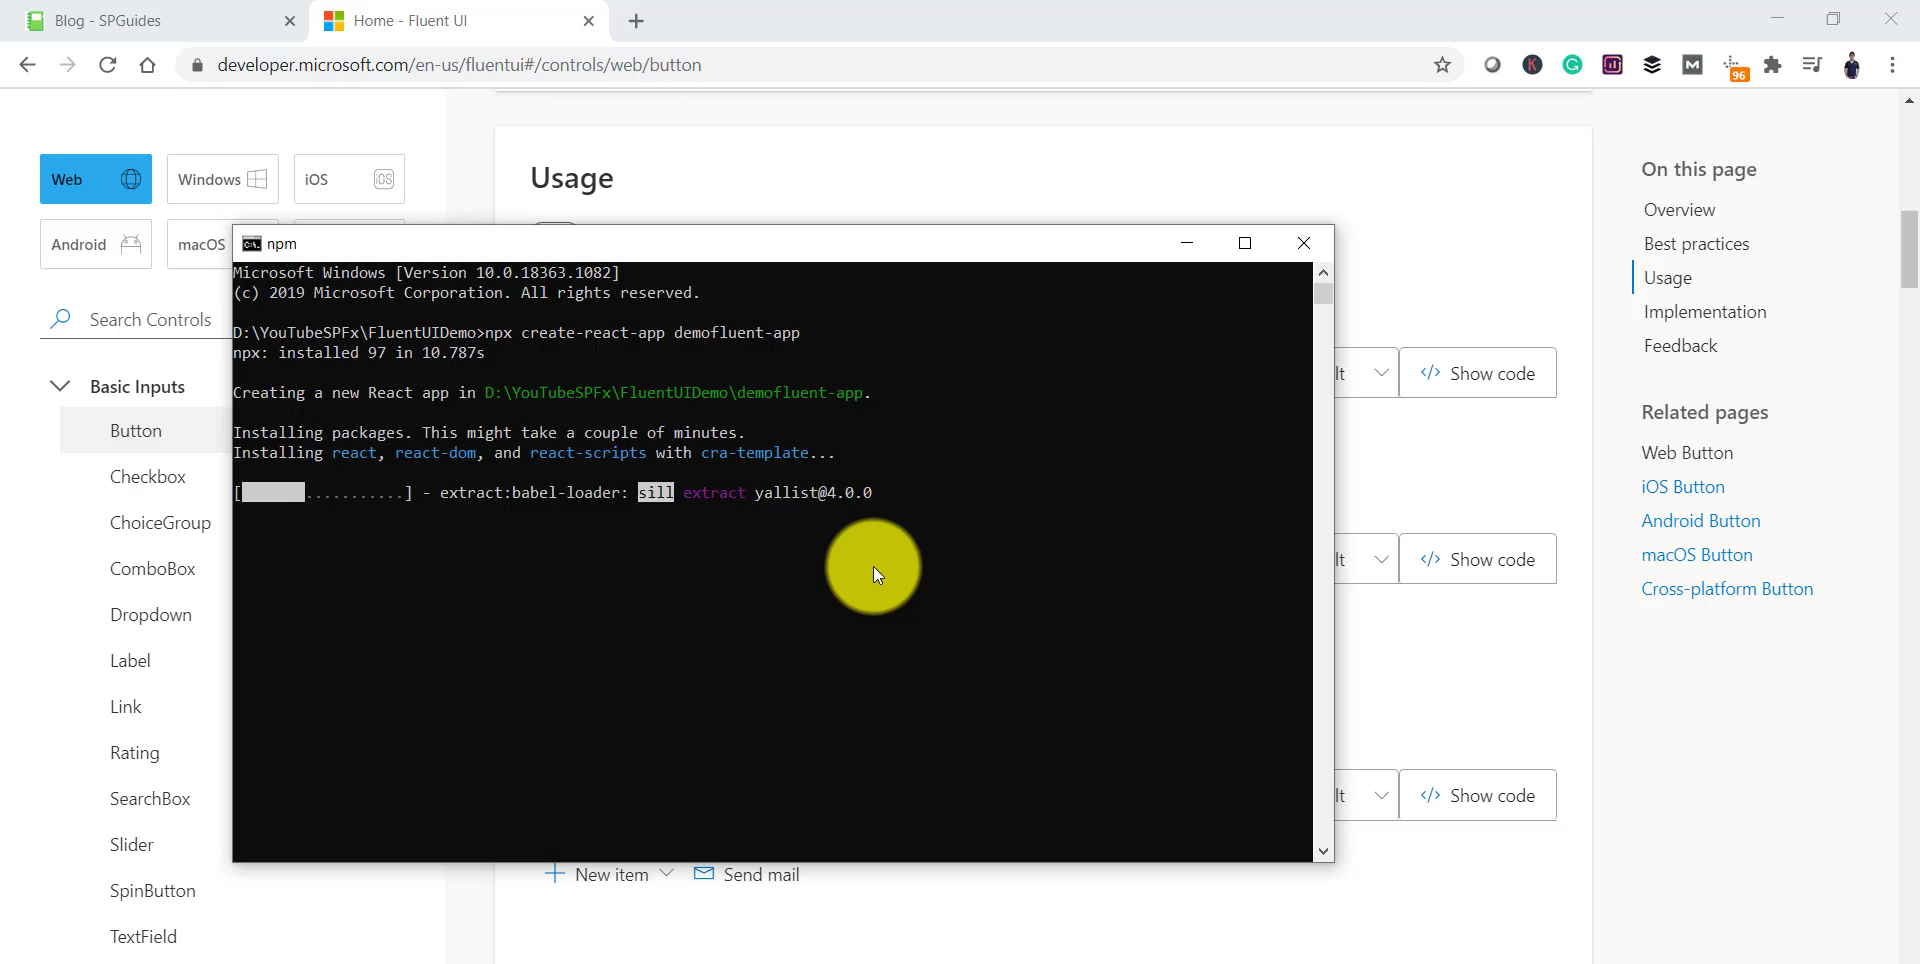 Blog - SPGuides
Home - Fluent UI
developer.microsoft.com/en-us/fluentui#/controls/web/button
K
G
M
96
Web
Windows
iOS
iOS
Android
macOS
Search Controls
Basic Inputs
Button
Checkbox
ChoiceGroup
ComboBox
Dropdown
Label
Link
Rating
SearchBox
Slider
SpinButton
TextField
Usage
C:\.
npm
Microsoft Windows [Version 10.0.18363.1082]
(c) 2019 Microsoft Corporation. All rights reserved.
D:\YouTubeSPFx\FluentUIDemo>npx create-react-app demofluent-app
npx: installed 97 in 10.787s
Creating a new React app in D:\YouTubeSPFx\FluentUIDemo\demofluent-app.
Installing packages. This might take a couple of minutes.
Installing react, react-dom, and react-scripts with cra-template...
[...........] - extract:babel-loader: sill extract yallist@4.0.0
lt
</> Show code
lt
</> Show code
lt
</> Show code
New item
Send mail
On this page
Overview
Best practices
Usage
Implementation
Feedback
Related pages
Web Button
iOS Button
Android Button
macOS Button
Cross-platform Button